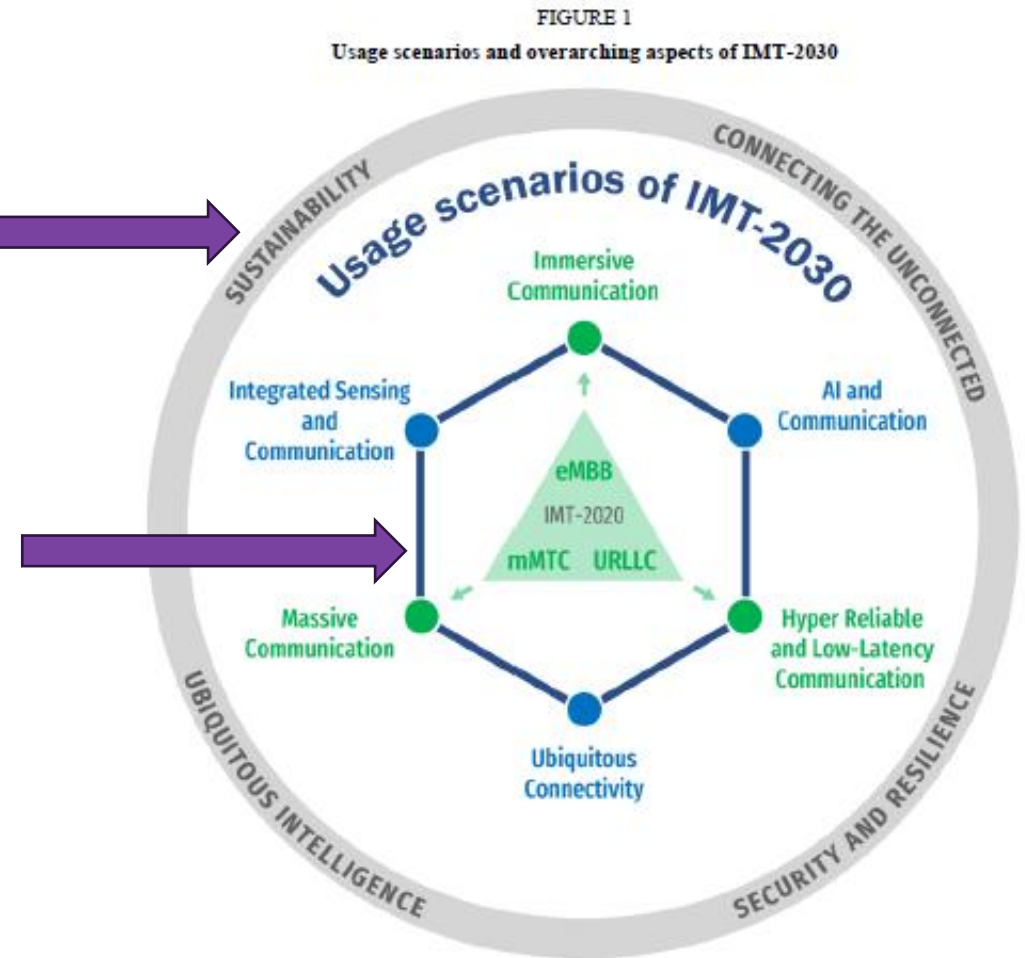 FIGURE 1
Usage scenarios and overarching aspects of IMT-2030
SUSTAINABILITY
CONNECTING THE UNCONNECTED
Usage scenarios of IMT-2030
Immersive
Communication
Integrated Sensing
and
Communication
AI and
Communication
eMBB
IMT-2020
mMTC URLLC
Massive
Communication
Hyper Reliable
and Low-Latency
Communication
Ubiquitous
Connectivity
UBIQUITOUS INTELLIGENCE
SECURITY AND RESILIENCE